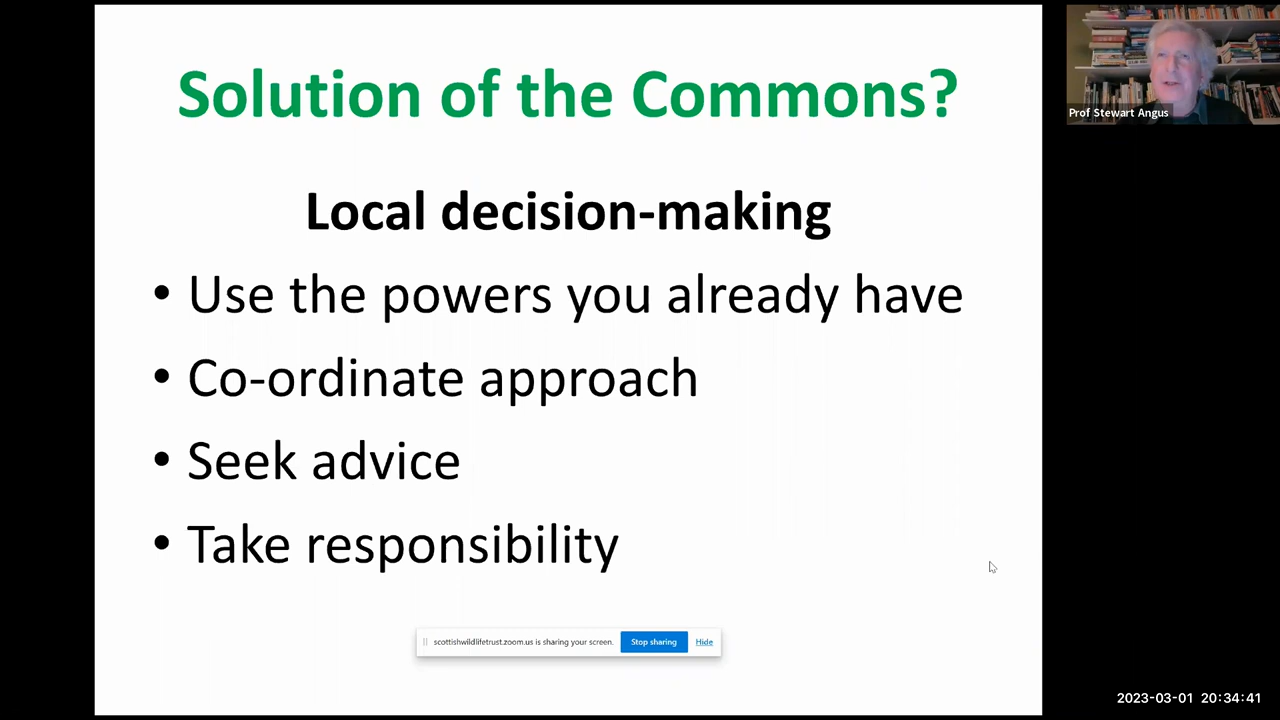 Solution of the Commons?
Local decision-making
• Use the powers you already have
• Co-ordinate approach
• Seek advice
• Take responsibility
scottishwildlifetrust.zoom.us is sharing your screen. Stop sharing Hide
Prof Stewart Angus
2023-03-01 20:34:41